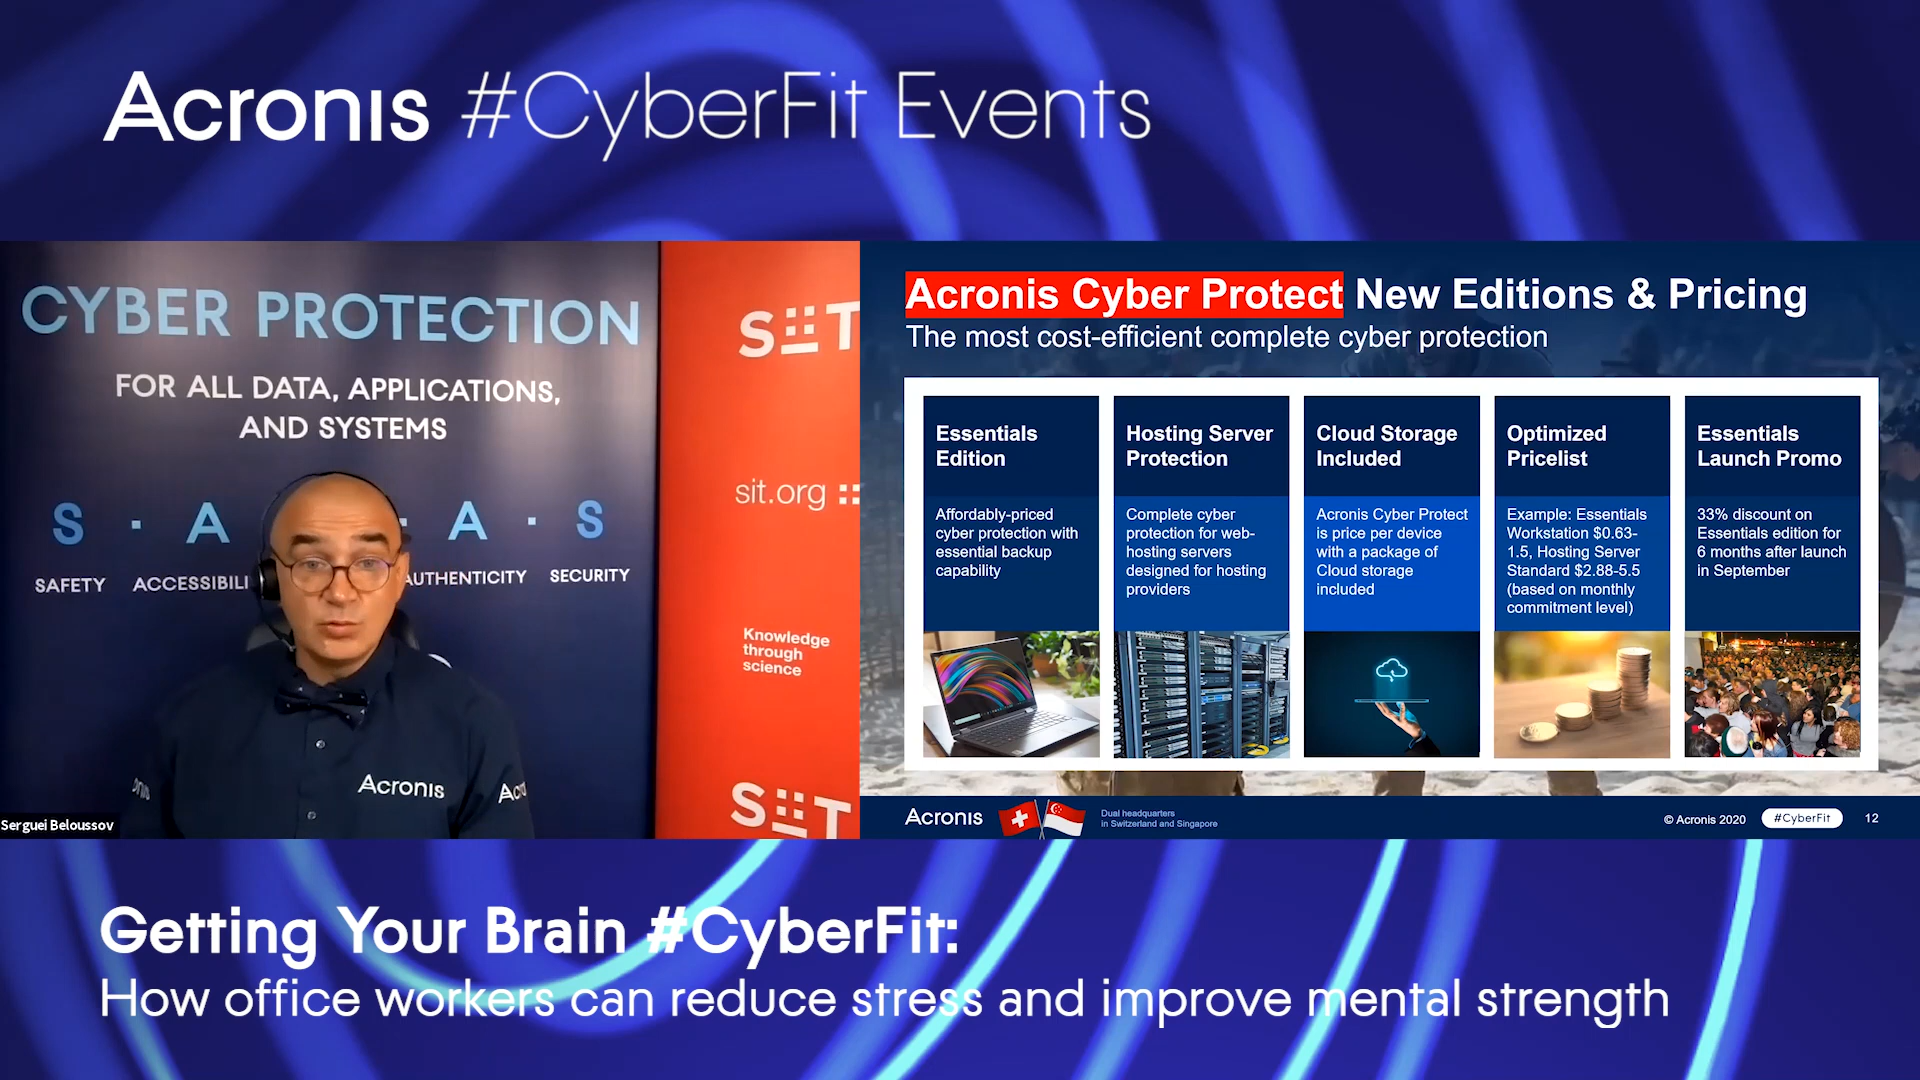 Acronis #CyberFit Events
CYBER PROTECTION
FOR ALL DATA, APPLICATIONS,
AND SYSTEMS
S · A · A · S
SAFETY ACCESSIBILI AUTHENTICITY SECURITY
SIT
sit.org
Knowledge
through
science
SIT
Acronis
Serguei Beloussov
Acronis Cyber Protect New Editions & Pricing
The most cost-efficient complete cyber protection
Essentials
Edition
Affordably-priced
cyber protection with
essential backup
capability
Hosting Server
Protection
Complete cyber
protection for web-
hosting servers
designed for hosting
providers
Cloud Storage
Included
Acronis Cyber Protect
is price per device
with a package of
Cloud storage
included
Optimized
Pricelist
Example: Essentials
Workstation $0.63-
1.5, Hosting Server
Standard $2.88-5.5
(based on monthly
commitment level)
Essentials
Launch Promo
33% discount on
Essentials edition for
6 months after launch
in September
Acronis
Dual headquarters
in Switzerland and Singapore
© Acronis 2020
#CyberFit
12
Getting Your Brain #CyberFit:
How office workers can reduce stress and improve mental strength